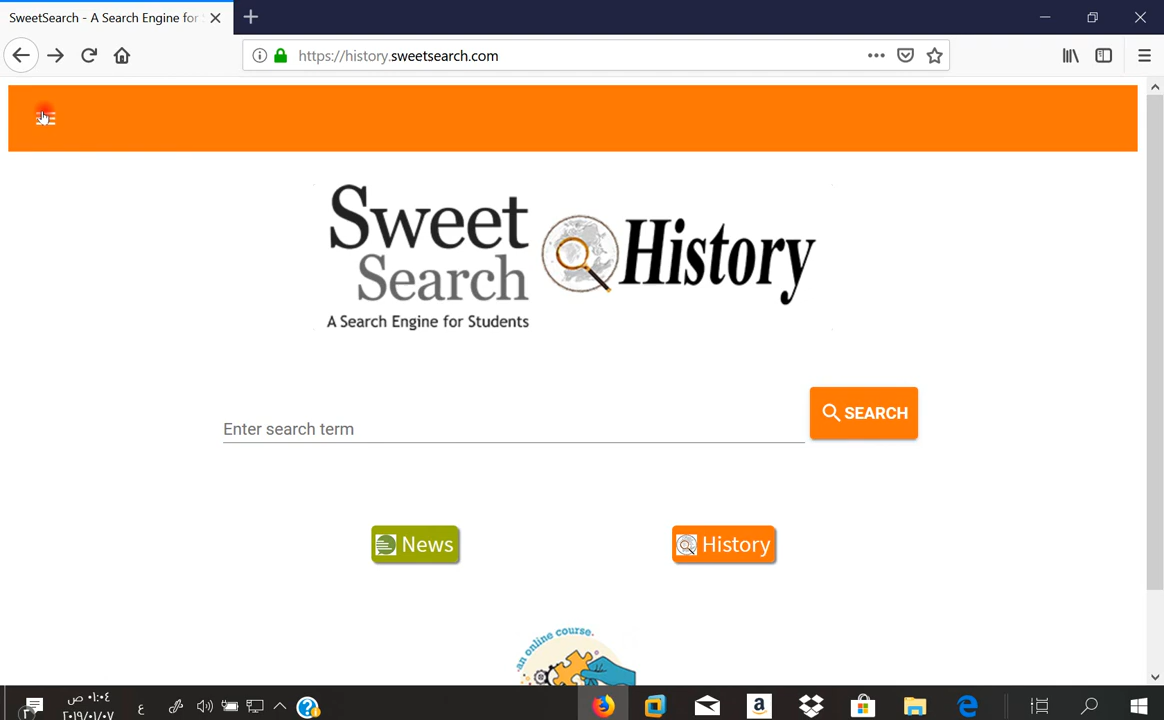 SweetSearch - A Search Engine for
https://history.sweetsearch.com
Sweet
Search
History
A Search Engine for Students
Enter search term
SEARCH
News
History
an online course.
ع
٠١:٠٤ ص
٢٠١٩/٠١/٠٧